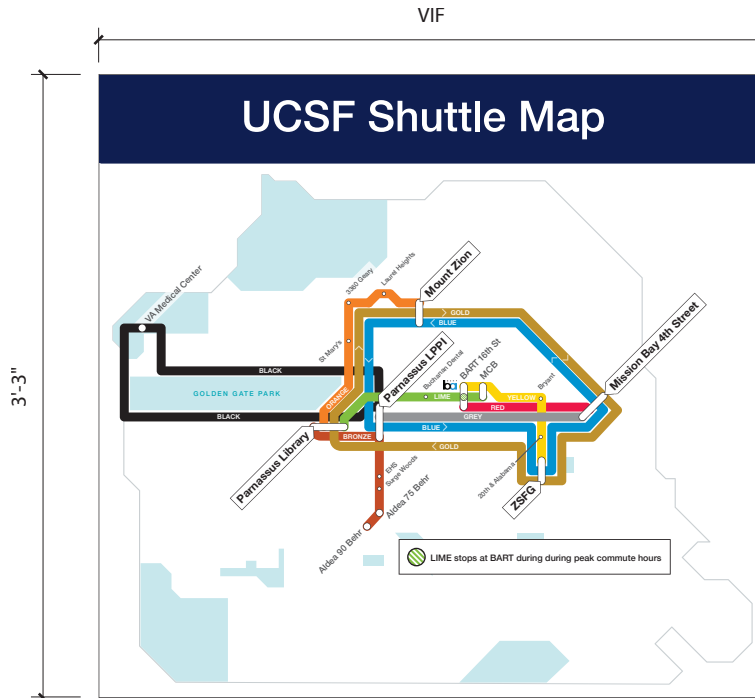 VIF
3'-3"
UCSF Shuttle Map
VA Medical Center
3360 Geary
Laurel Heights
Mount Zion
St Mary's
GOLD
BLUE
Mission Bay 4th Street
Parnassus LPPI
Buchanan Dental
BART 16th St
MCB
Bryant
BLACK
ORANGE
GOLDEN GATE PARK
ba
LIME
YELLOW
RED
BLACK
GREY
BLUE
Parnassus Library
BRONZE
GOLD
20th & Alabama
ZSFG
EHS
Surge Woods
Aldea 75 Behr
Aldea 90 Behr
LIME stops at BART during during peak commute hours